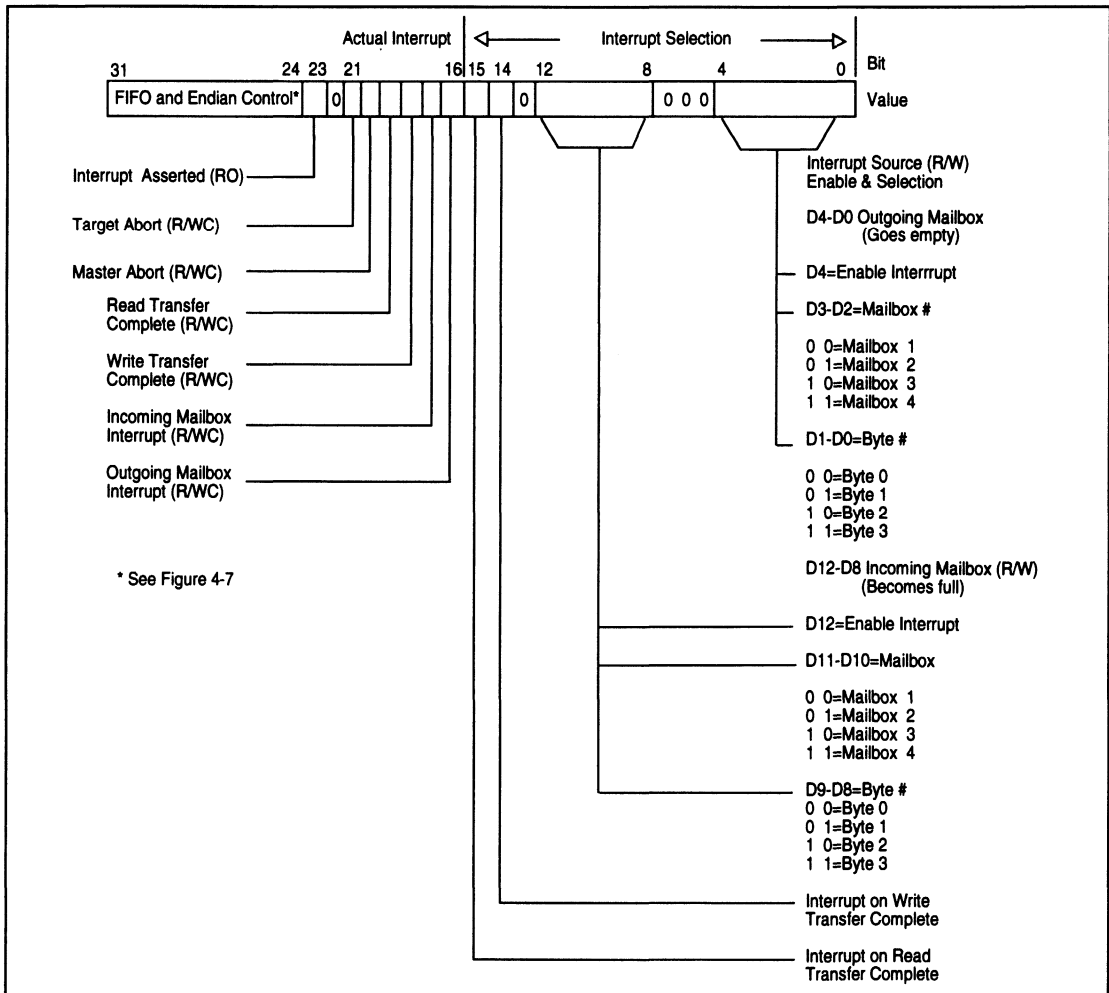 Actual Interrupt
Interrupt Selection
31 24 23 21 16 15 14 12 8 4 0 Bit
FIFO and Endian Control* 0 0 0 0 0 Value
Interrupt Asserted (RO)
Target Abort (R/WC)
Master Abort (R/WC)
Read Transfer
Complete (R/WC)
Write Transfer
Complete (R/WC)
Incoming Mailbox
Interrupt (R/WC)
Outgoing Mailbox
Interrupt (R/WC)
* See Figure 4-7
Interrupt Source (R/W)
Enable & Selection
D4-D0 Outgoing Mailbox
(Goes empty)
D4=Enable Interrrupt
D3-D2=Mailbox #
0 0=Mailbox 1
0 1=Mailbox 2
1 0=Mailbox 3
1 1=Mailbox 4
D1-D0=Byte #
0 0=Byte 0
0 1=Byte 1
1 0=Byte 2
1 1=Byte 3
D12-D8 Incoming Mailbox (R/W)
(Becomes full)
D12=Enable Interrupt
D11-D10=Mailbox
0 0=Mailbox 1
0 1=Mailbox 2
1 0=Mailbox 3
1 1=Mailbox 4
D9-D8=Byte #
0 0=Byte 0
0 1=Byte 1
1 0=Byte 2
1 1=Byte 3
Interrupt on Write
Transfer Complete
Interrupt on Read
Transfer Complete